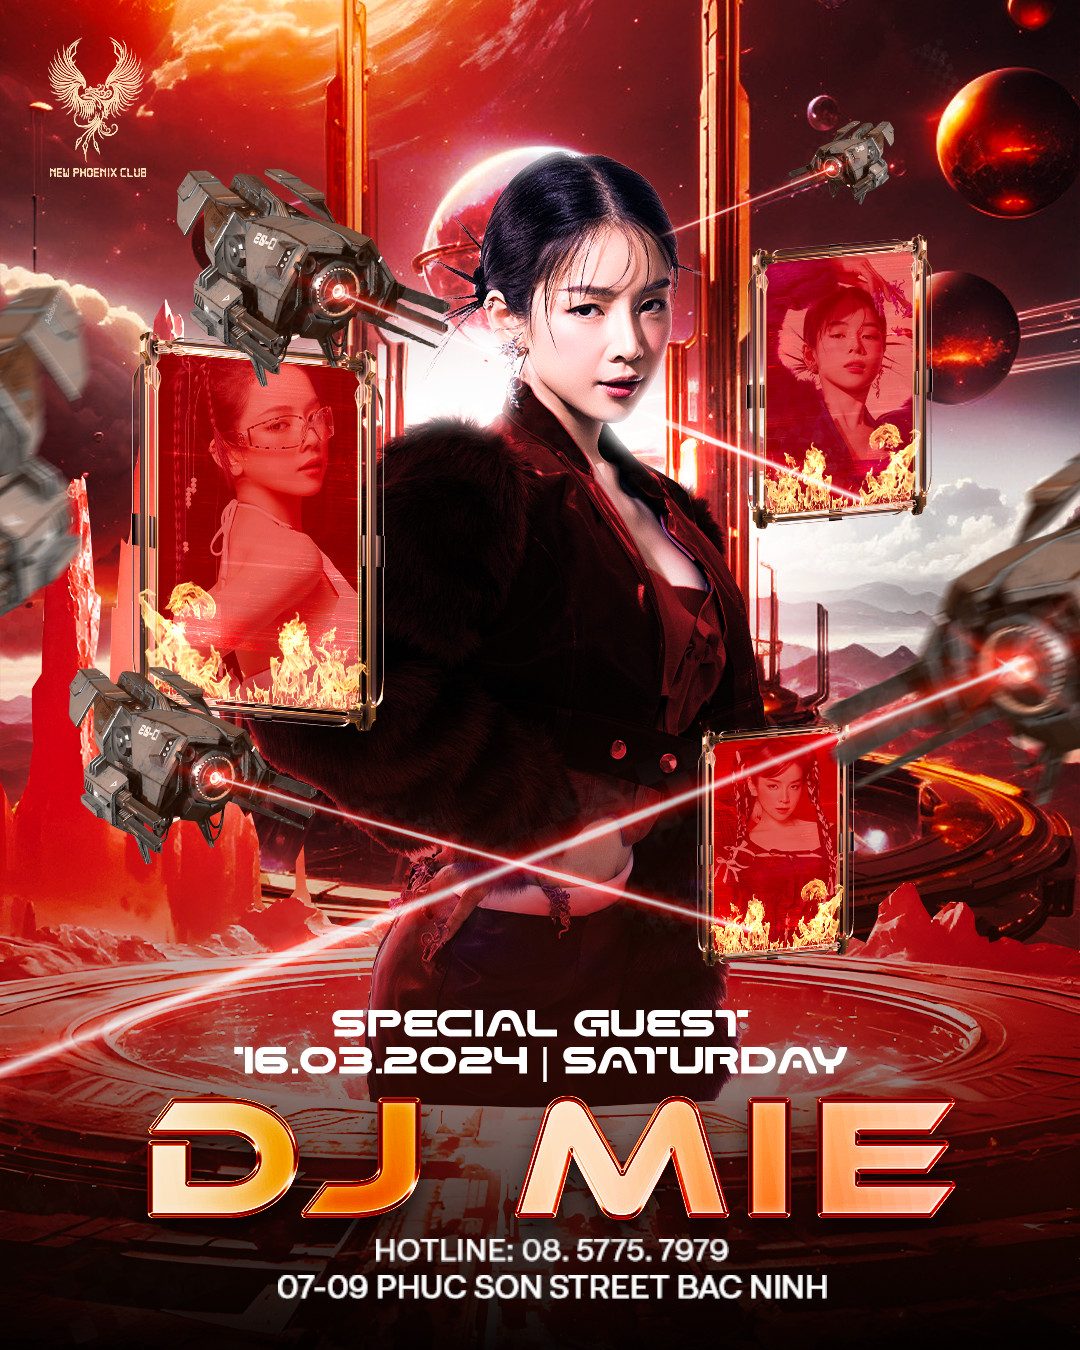 NEW PHOENIX CLUB
SPECIAL GUEST
16.03.2024 | SATURDAY
DJ MIE
HOTLINE: 08. 5775. 7979
07-09 PHUC SON STREET BAC NINH